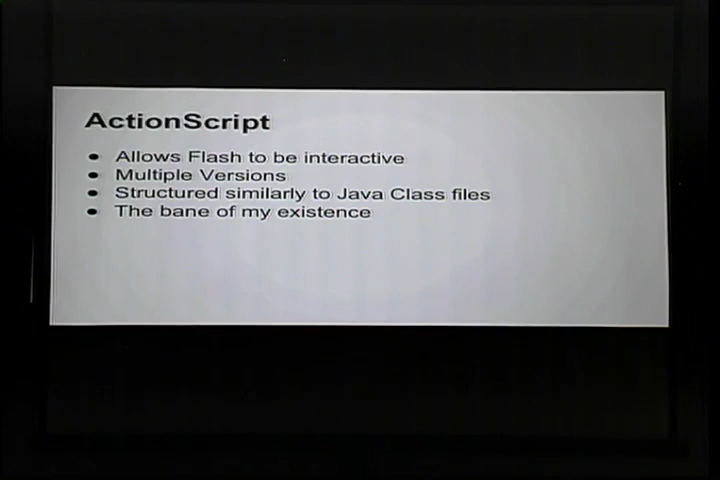 ActionScript
● Allows Flash to be interactive
● Multiple Versions
● Structured similarly to Java Class files
● The bane of my existence